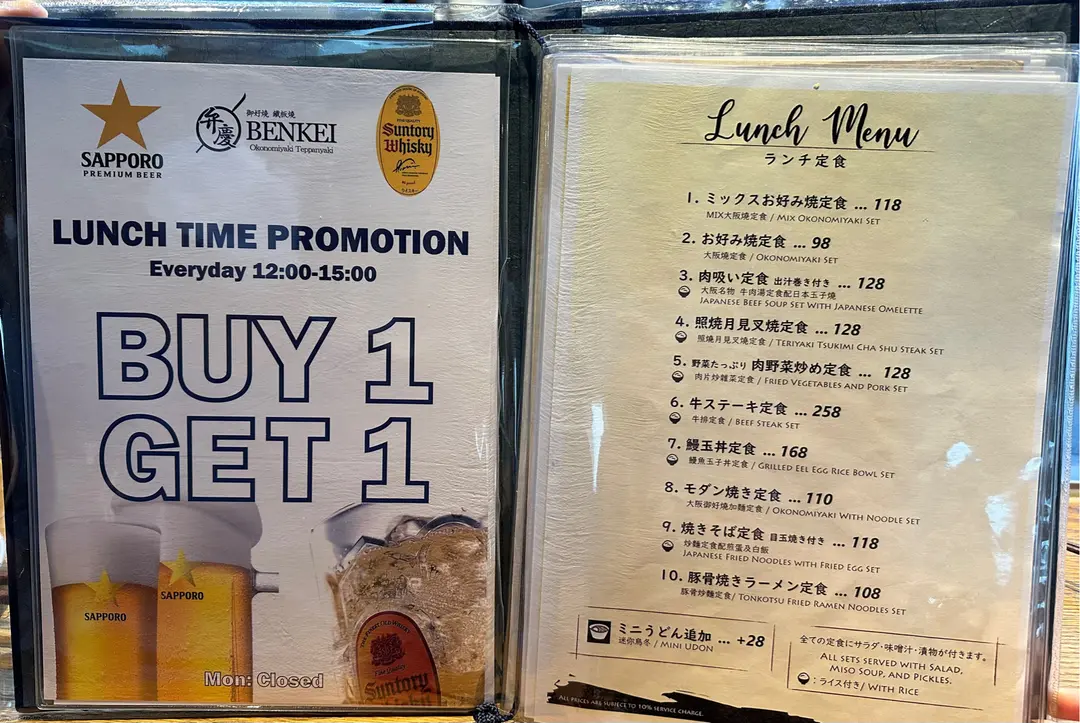 SAPPORO
PREMIUM BEER
弁慶
御好燒 鐵板燒
BENKEI
Okonomiyaki Teppanyaki
Suntory
Whisky
LUNCH TIME PROMOTION
Everyday 12:00-15:00
BUY 1
GET 1
SAPPORO
SAPPORO
Suntory
Mon: Closed
Lunch Menu
ランチ定食
1. ミックスお好み焼定食 ... 118
MIX大阪燒定食 / Mix Okonomiyaki Set
2. お好み焼定食 ... 98
大阪燒定食 / Okonomiyaki Set
3. 肉吸い定食 出汁巻き付き ... 128
大阪名物 牛肉湯定食配日本玉子燒
Japanese Beef Soup Set With Japanese Omelette
4. 照焼月見叉焼定食 ... 128
照燒月見叉燒定食 / Teriyaki Tsukimi Cha Shu Steak Set
5. 野菜たっぷり 肉野菜炒め定食 ... 128
肉片炒雜菜定食 / Fried Vegetables and Pork Set
6. 牛ステーキ定食 ... 258
牛排定食 / Beef Steak Set
7. 鰻玉丼定食 ... 168
鰻魚玉子丼定食 / Grilled Eel Egg Rice Bowl Set
8. モダン焼き定食 ... 110
大阪御好燒加麵定食 / Okonomiyaki With Noodle Set
9. 焼きそば定食 目玉焼き付き ... 118
炒麵定食配煎蛋及白飯
Japanese Fried Noodles with Fried Egg Set
10. 豚骨焼きラーメン定食 ... 108
豚骨炒麵定食 / Tonkotsu Fried Ramen Noodles Set
ミニうどん追加 ... +28
迷你烏冬 / Mini Udon
全ての定食にサラダ・味噌汁・漬物が付きます。
All sets served with Salad,
Miso Soup, and Pickles.
: ライス付き / With Rice
All prices are subject to 10% service charge.